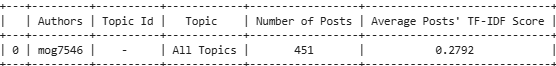 +---+---------+----------+------------+-----------------+------------------------------+
|   | Authors | Topic Id |   Topic    | Number of Posts | Average Posts' TF-IDF Score |
+---+---------+----------+------------+-----------------+------------------------------+
| 0 | mog7546 |    -     | All Topics |       451       |            0.2792            |
+---+---------+----------+------------+-----------------+------------------------------+